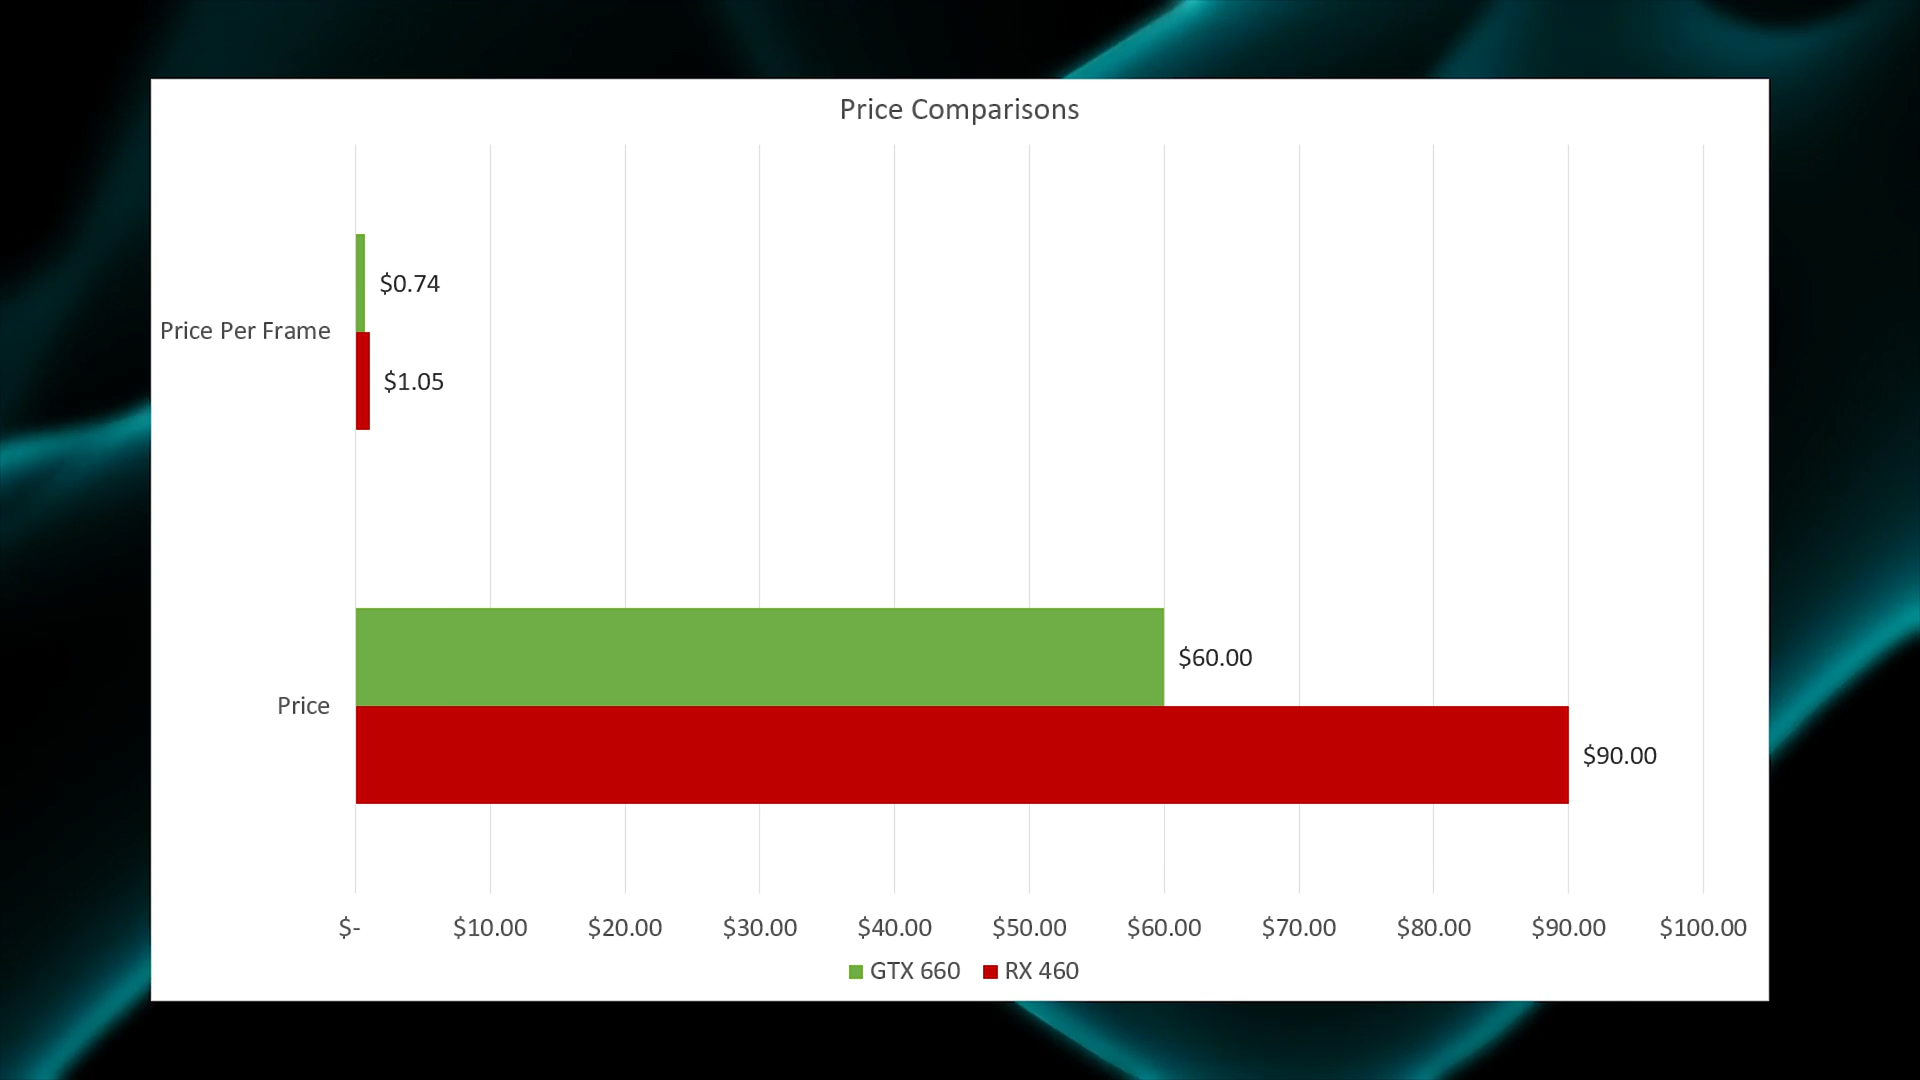 Price Comparisons
$0.74
Price Per Frame
$1.05
$60.00
Price
$90.00
$- $10.00 $20.00 $30.00 $40.00 $50.00 $60.00 $70.00 $80.00 $90.00 $100.00
GTX 660 RX 460